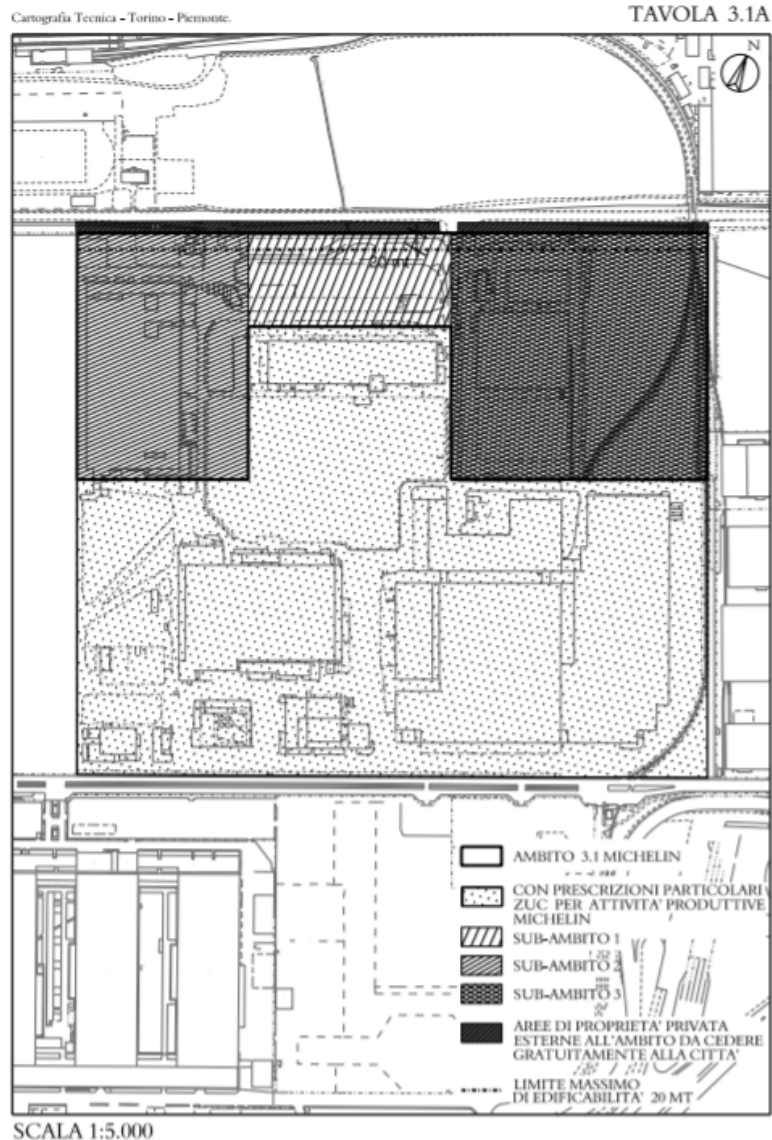 Cartografia Tecnica - Torino - Piemonte.
TAVOLA 3.1A
N
20 mt
AMBITO 3.1 MICHELIN
CON PRESCRIZIONI PARTICOLARI
ZUC PER ATTIVITA' PRODUTTIVE
MICHELIN
SUB-AMBITO 1
SUB-AMBITO 2
SUB-AMBITO 3
AREE DI PROPRIETA' PRIVATA
ESTERNE ALL'AMBITO DA CEDERE
GRATUITAMENTE ALLA CITTA'
LIMITE MASSIMO
DI EDIFICABILITA' 20 MT
SCALA 1:5.000